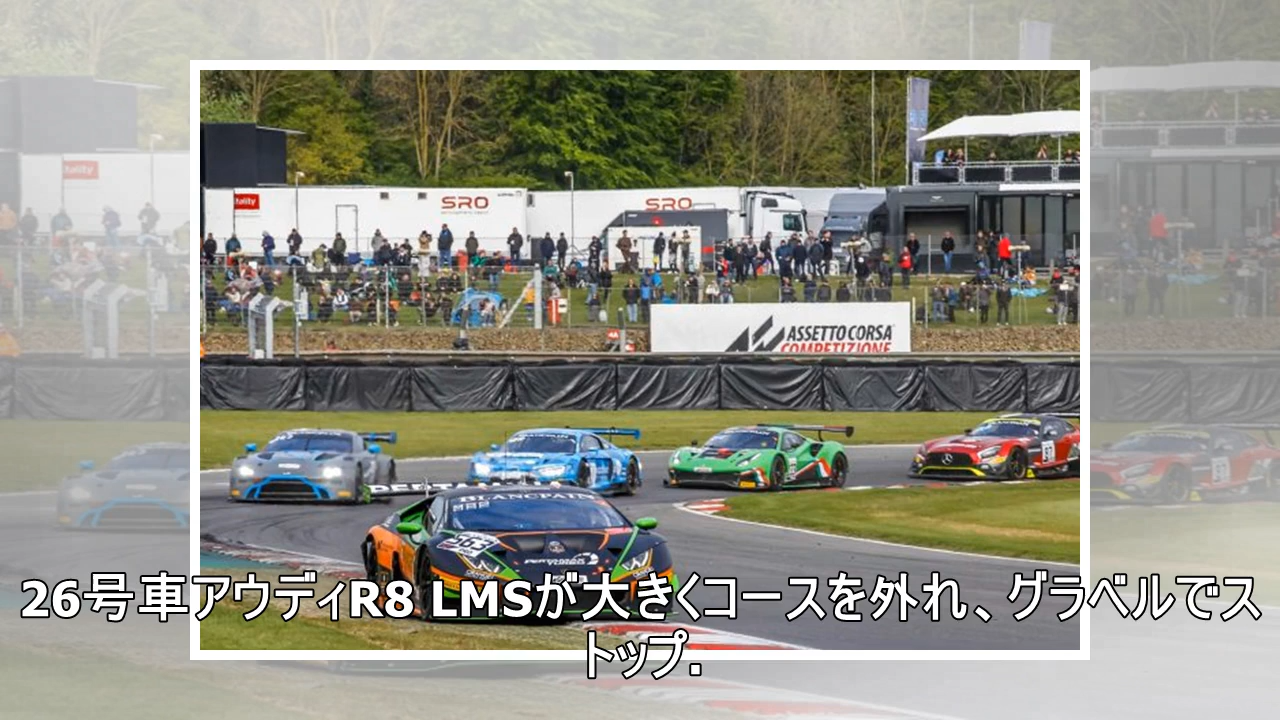 tality
SRO
SRO
ASSETTO CORSA
COMPETIZIONE
BLANCPAIN
563
26号車アウディR8 LMSが大きくコースを外れ、グラベルでス
トップ.